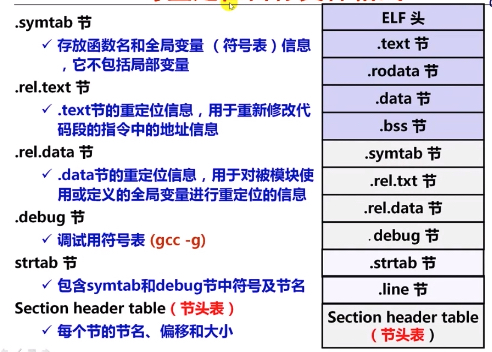 .symtab 节
✓ 存放函数名和全局变量 （符号表）信息
，它不包括局部变量
.rel.text 节
✓ .text节的重定位信息，用于重新修改代
码段的指令中的地址信息
.rel.data 节
✓ .data节的重定位信息，用于对被模块使
用或定义的全局变量进行重定位的信息
.debug 节
✓ 调试用符号表 (gcc -g)
strtab 节
✓ 包含symtab和debug节中符号及节名
Section header table（节头表）
✓ 每个节的节名、偏移和大小
ELF 头
.text 节
.rodata 节
.data 节
.bss 节
.symtab 节
.rel.txt 节
.rel.data 节
.debug 节
.strtab 节
.line 节
Section header table
（节头表）